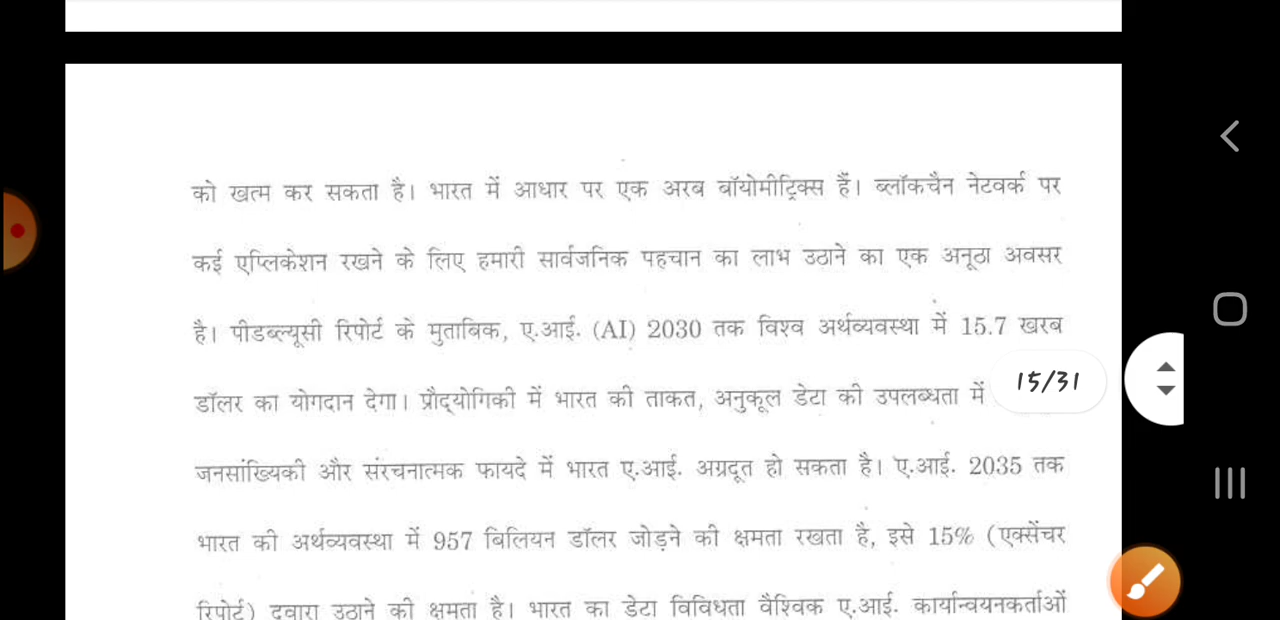 को खत्म कर सकता है। भारत में आधार पर एक अरब बॉयोमीट्रिक्स हैं। ब्लॉकचैन नेटवर्क पर
कई एप्लिकेशन रखने के लिए हमारी सार्वजनिक पहचान का लाभ उठाने का एक अनूठा अवसर
है। पीडब्ल्यूसी रिपोर्ट के मुताबिक, ए.आई. (AI) 2030 तक विश्व अर्थव्यवस्था में 15.7 खरब
डॉलर का योगदान देगा। प्रौद्योगिकी में भारत की ताकत, अनुकूल डेटा की उपलब्धता में
15/31
जनसांख्यिकी और संरचनात्मक फायदे में भारत ए.आई. अग्रदूत हो सकता है। ए.आई. 2035 तक
भारत की अर्थव्यवस्था में 957 बिलियन डॉलर जोड़ने की क्षमता रखता है, इसे 15% (एक्सेंचर
रिपोर्ट) द्वारा उठाने की क्षमता है। भारत का डेटा विविधता वैश्विक ए.आई. कार्यान्वयनकर्ताओं